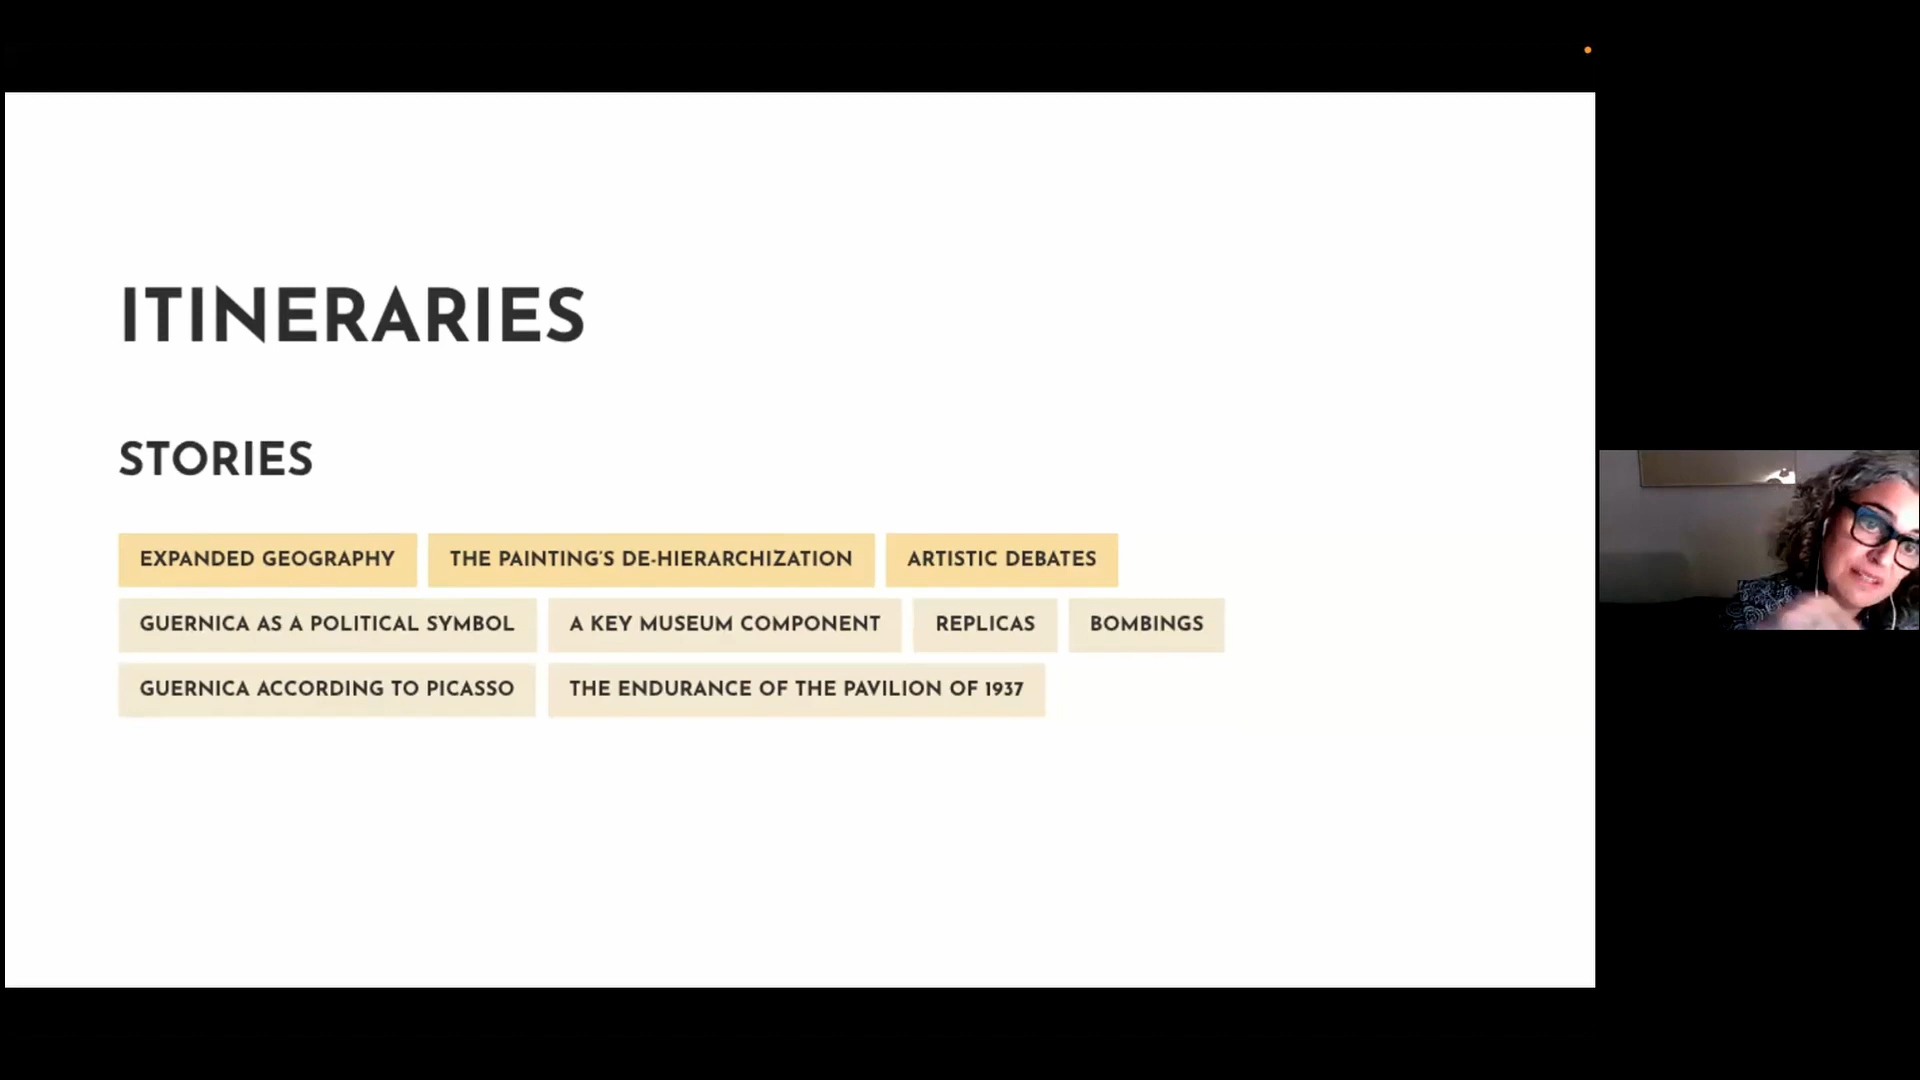 ITINERARIES
STORIES
EXPANDED GEOGRAPHY THE PAINTING'S DE-HIERARCHIZATION ARTISTIC DEBATES
GUERNICA AS A POLITICAL SYMBOL A KEY MUSEUM COMPONENT REPLICAS BOMBINGS
GUERNICA ACCORDING TO PICASSO THE ENDURANCE OF THE PAVILION OF 1937